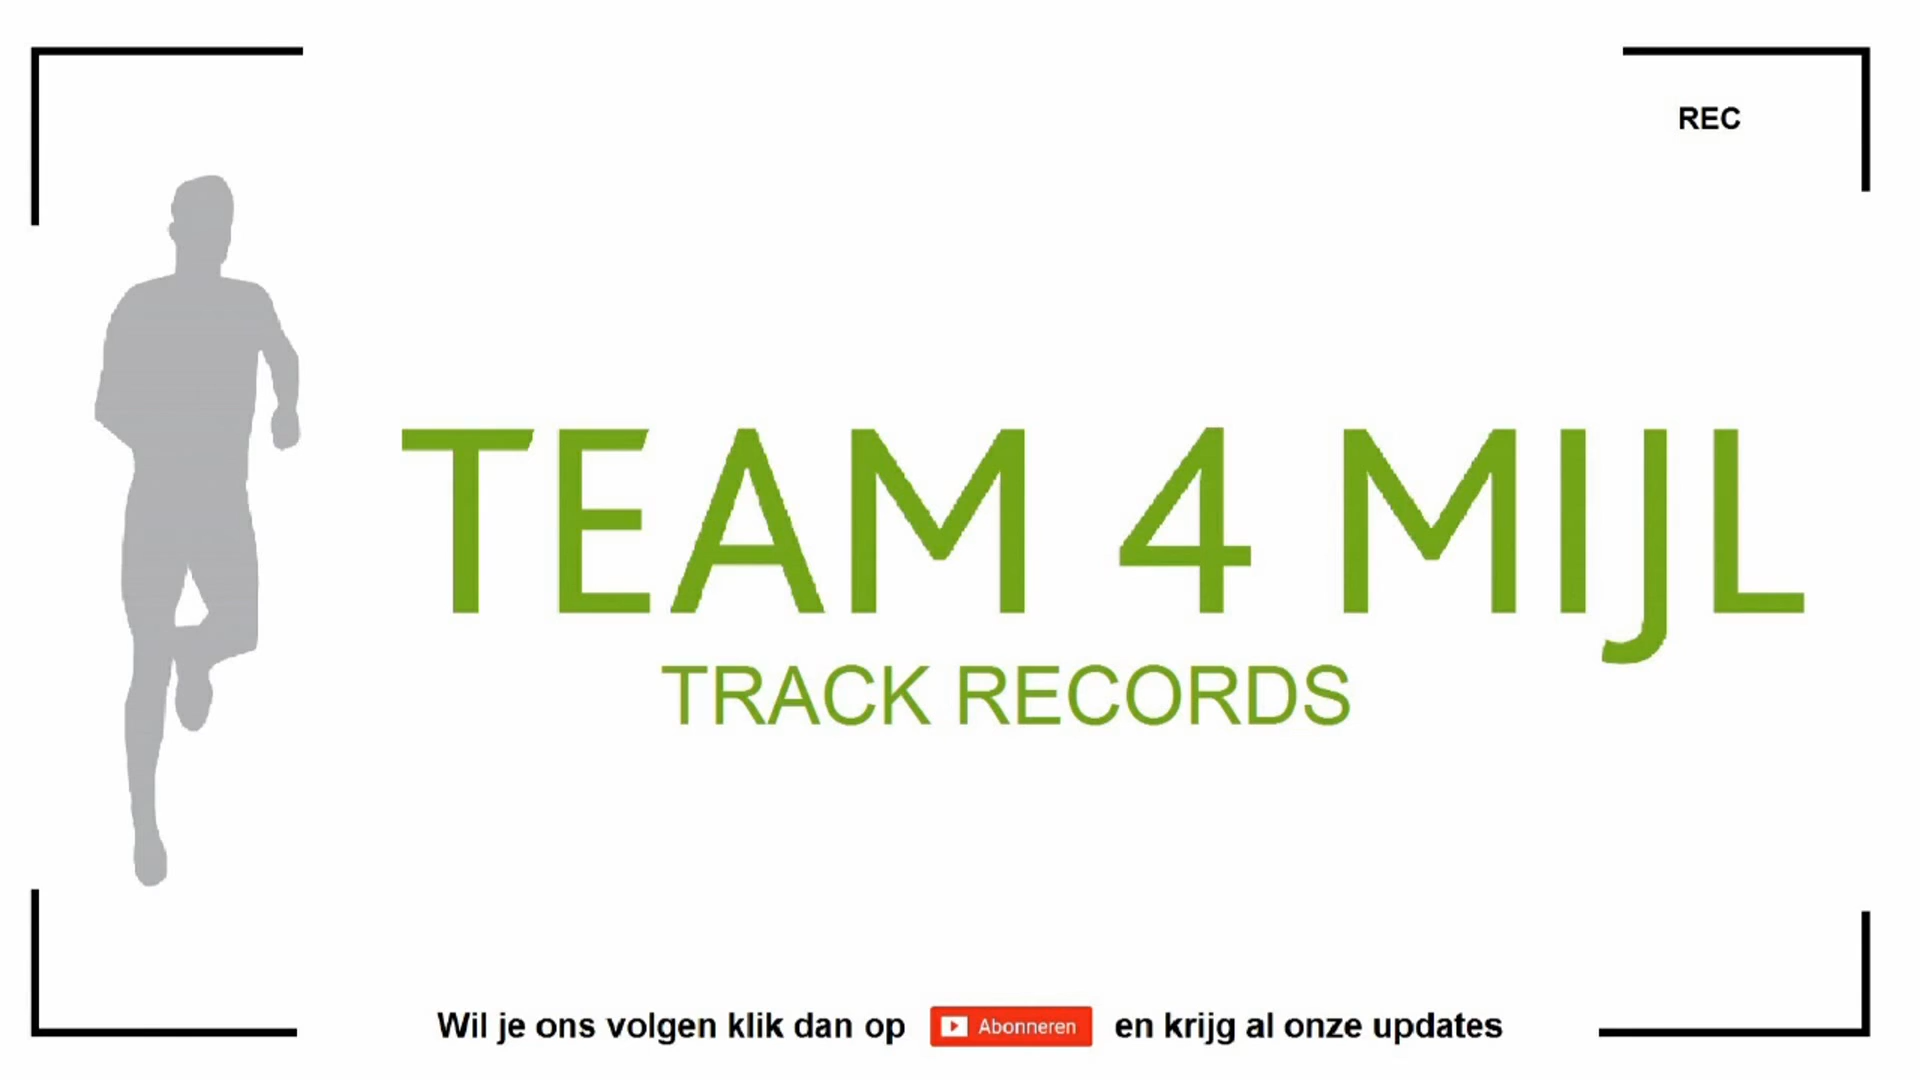 REC
TEAM 4 MIJL
TRACK RECORDS
Wil je ons volgen klik dan op Abonneren en krijg al onze updates